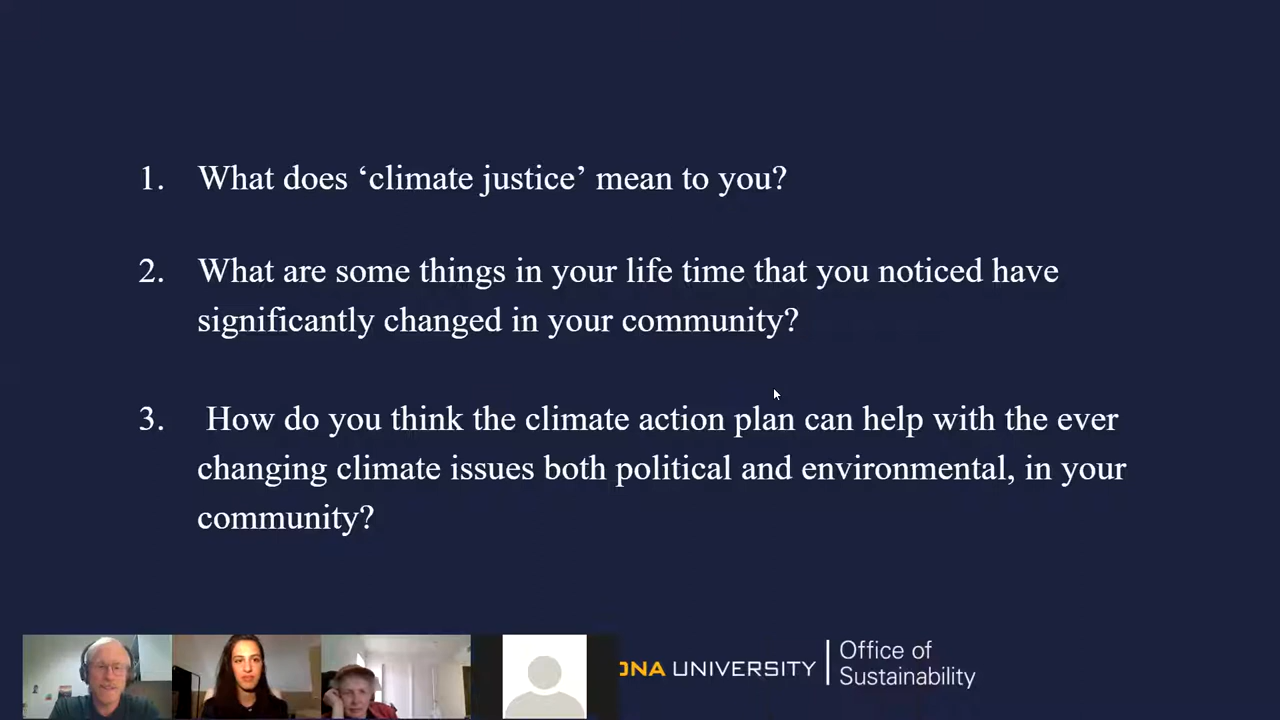 1. What does ‘climate justice’ mean to you?
2. What are some things in your life time that you noticed have
significantly changed in your community?
3. How do you think the climate action plan can help with the ever
changing climate issues both political and environmental, in your
community?
ONA UNIVERSITY
Office of
Sustainability